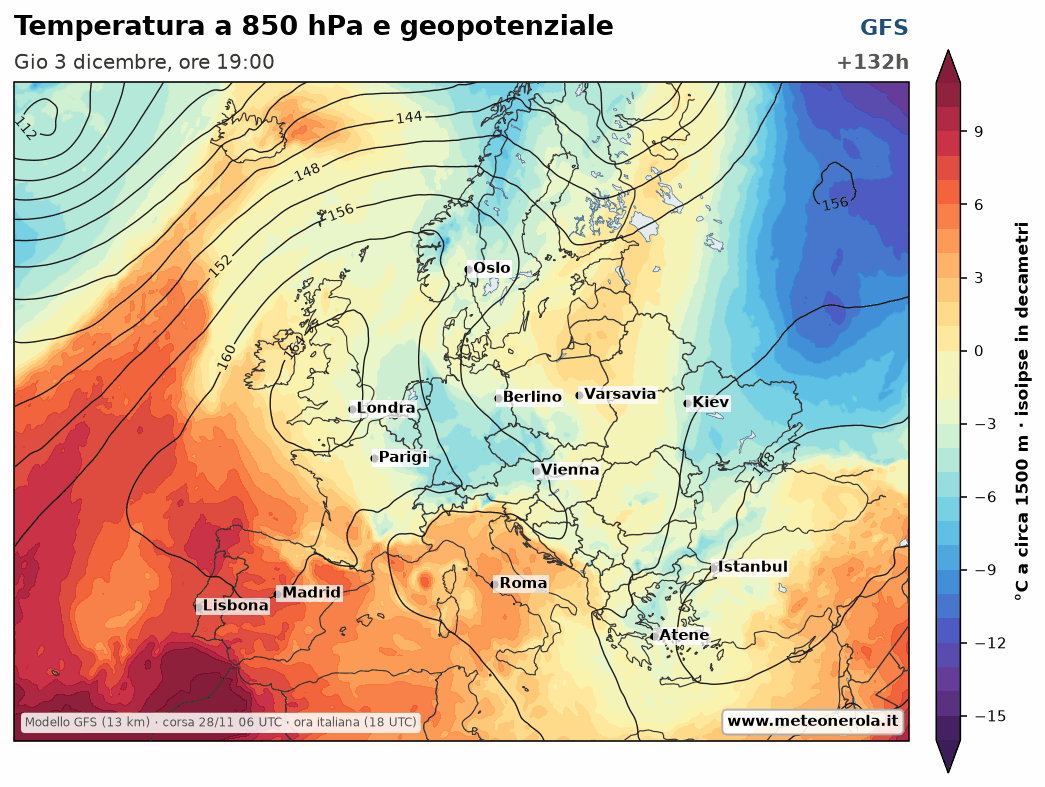 Temperatura a 850 hPa e geopotenziale
GFS
Gio 3 dicembre, ore 19:00
+132h
112
144
148
156
152
156
160
164
Oslo
Berlino
Varsavia
Kiev
Londra
Parigi
Vienna
48
Istanbul
Roma
Madrid
Lisbona
Atene
Modello GFS (13 km) · corsa 28/11 06 UTC · ora italiana (18 UTC)
www.meteonerola.it
9
6
3
0
−3
−6
−9
−12
−15
°C a circa 1500 m · isoipse in decametri